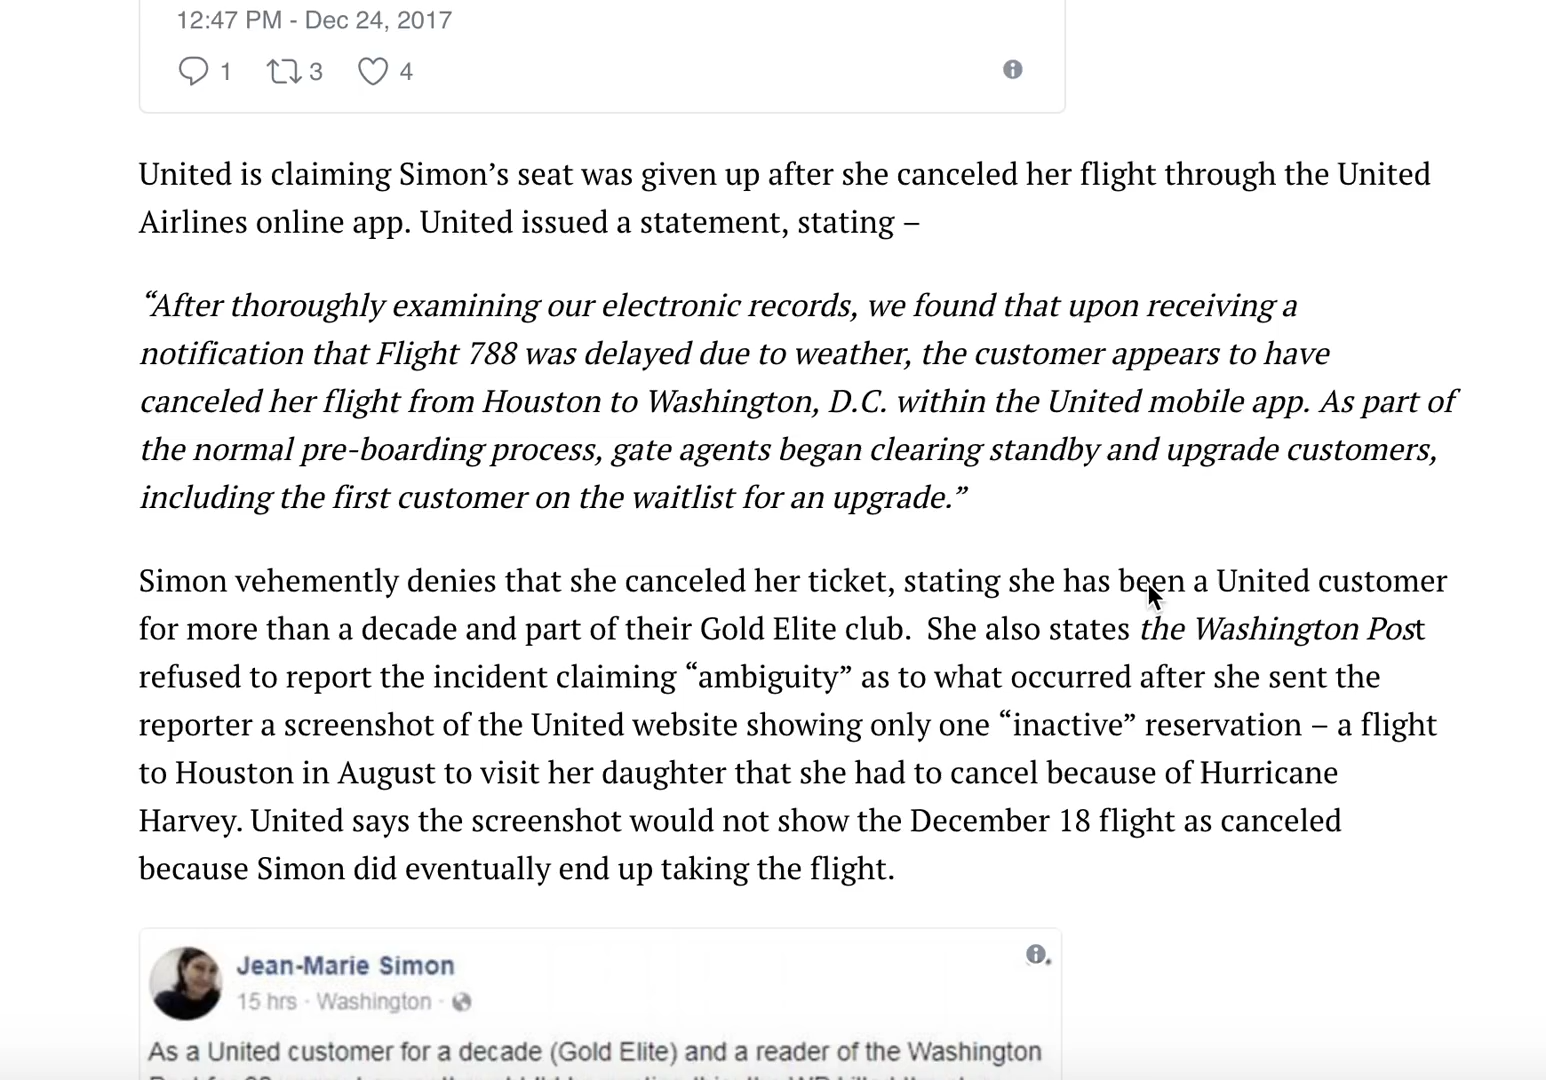 12:47 PM - Dec 24, 2017
1 3 4
United is claiming Simon’s seat was given up after she canceled her flight through the United
Airlines online app. United issued a statement, stating –
“After thoroughly examining our electronic records, we found that upon receiving a
notification that Flight 788 was delayed due to weather, the customer appears to have
canceled her flight from Houston to Washington, D.C. within the United mobile app. As part of
the normal pre-boarding process, gate agents began clearing standby and upgrade customers,
including the first customer on the waitlist for an upgrade.”
Simon vehemently denies that she canceled her ticket, stating she has been a United customer
for more than a decade and part of their Gold Elite club.  She also states the Washington Post
refused to report the incident claiming “ambiguity” as to what occurred after she sent the
reporter a screenshot of the United website showing only one “inactive” reservation – a flight
to Houston in August to visit her daughter that she had to cancel because of Hurricane
Harvey. United says the screenshot would not show the December 18 flight as canceled
because Simon did eventually end up taking the flight.
Jean-Marie Simon
15 hrs · Washington ·
As a United customer for a decade (Gold Elite) and a reader of the Washington